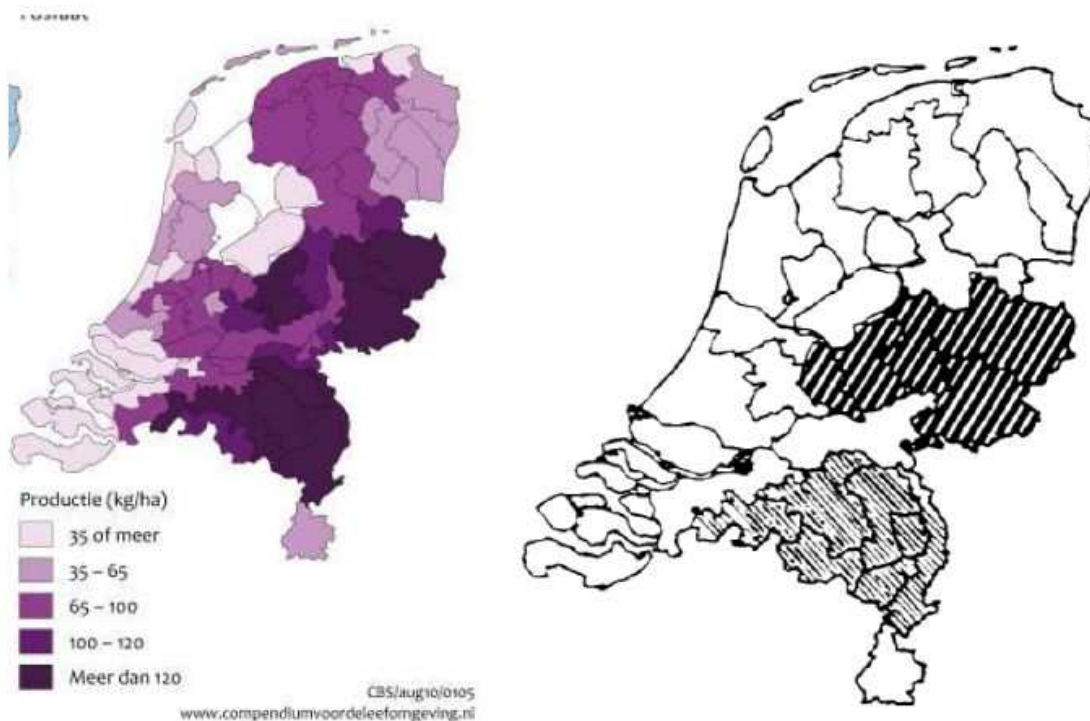 Productie (kg/ha)
35 of meer
35 – 65
65 – 100
100 – 120
Meer dan 120
CBS/aug10/0105
www.compendiumvoordeleefomgeving.nl